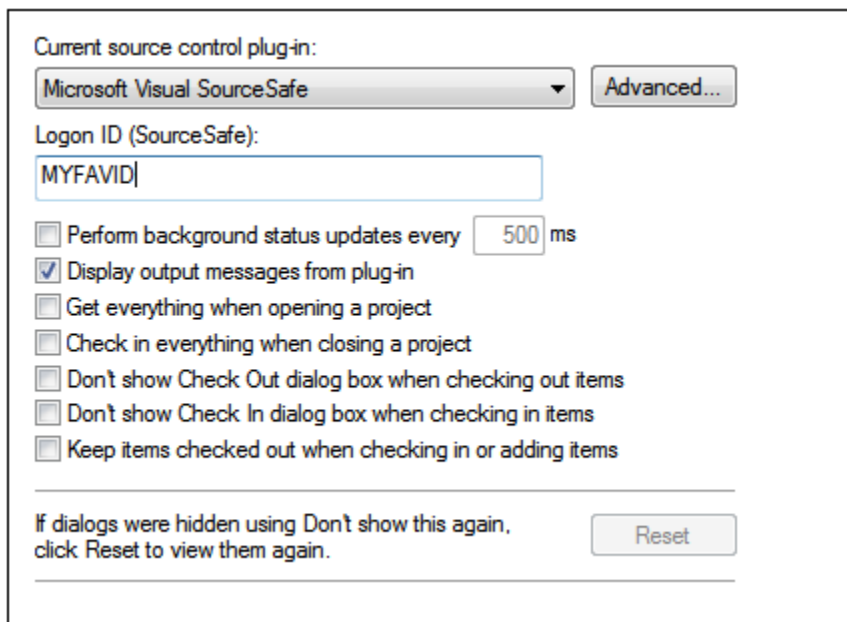 Current source control plug-in:
Microsoft Visual SourceSafe
Advanced...
Logon ID (SourceSafe):
MYFAVID
Perform background status updates every 500 ms
Display output messages from plug-in
Get everything when opening a project
Check in everything when closing a project
Don't show Check Out dialog box when checking out items
Don't show Check In dialog box when checking in items
Keep items checked out when checking in or adding items
If dialogs were hidden using Don't show this again,
click Reset to view them again.
Reset